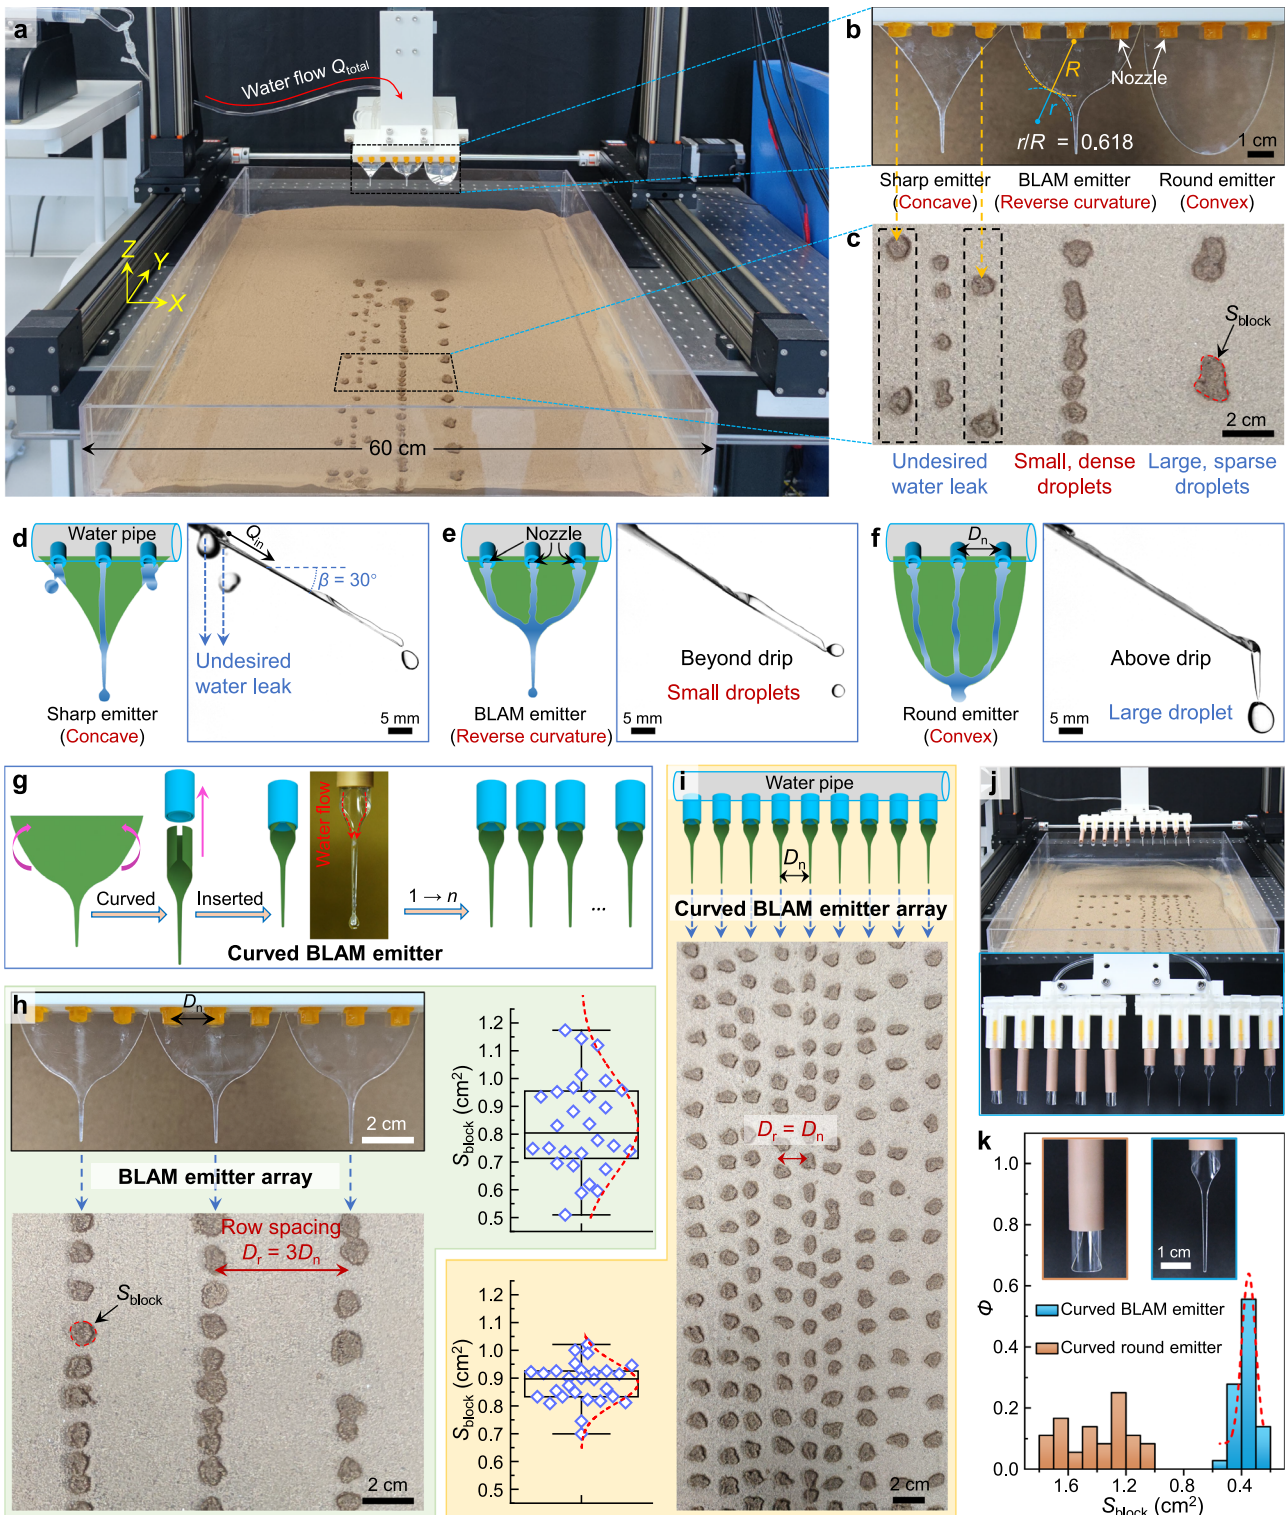 a
Water flow Q_total
Z
Y
X
60 cm
b
R
r
Nozzle
r/R = 0.618
1 cm
Sharp emitter
(Concave)
BLAM emitter
(Reverse curvature)
Round emitter
(Convex)
c
S_block
2 cm
Undesired
water leak
Small, dense
droplets
Large, sparse
droplets
d
Water pipe
Sharp emitter
(Concave)
Q_in
β = 30°
Undesired
water leak
5 mm
e
Nozzle
BLAM emitter
(Reverse curvature)
Beyond drip
Small droplets
5 mm
f
D_n
Round emitter
(Convex)
Above drip
Large droplet
5 mm
g
Curved
Inserted
Water flow
1 → n
...
Curved BLAM emitter
h
D_n
2 cm
BLAM emitter array
Row spacing
D_r = 3D_n
S_block
2 cm
S_block (cm²)
1.2
1.1
1.0
0.9
0.8
0.7
0.6
0.5
S_block (cm²)
1.2
1.1
1.0
0.9
0.8
0.7
0.6
0.5
i
Water pipe
D_n
Curved BLAM emitter array
D_r = D_n
2 cm
j
k
1.0
0.8
0.6
0.4
0.2
0.0
Φ
1 cm
Curved BLAM emitter
Curved round emitter
1.6
1.2
0.8
0.4
S_block (cm²)